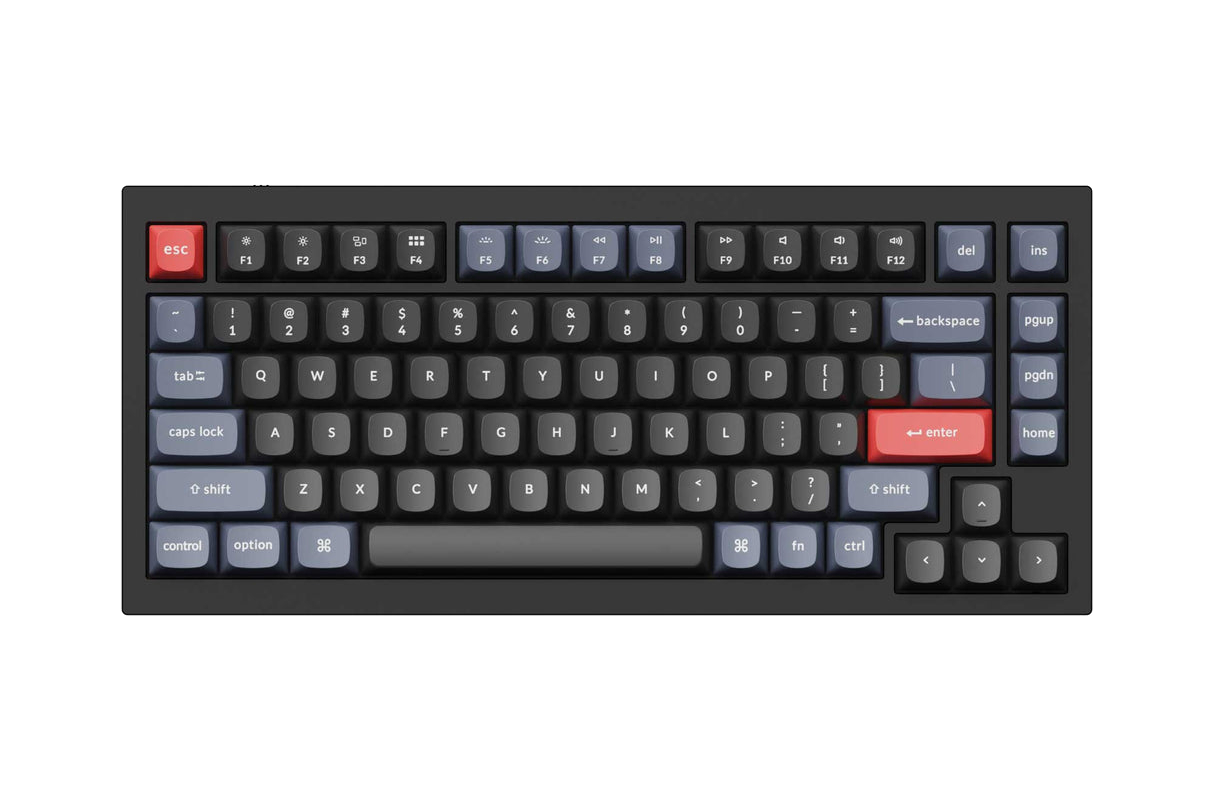 esc F1 F2 F3 F4 F5 F6 F7 F8 F9 F10 F11 F12 del ins
~ ! @ # $ % ^ & * ( ) — +
` 1 2 3 4 5 6 7 8 9 0 - = ← backspace pgup
tab Q W E R T Y U I O P { [ } ] | \ pgdn
caps lock A S D F G H J K L : ; " , ↵ enter home
⇧ shift Z X C V B N M < , > . ? / ⇧ shift ^
control option ⌘ ⌘ fn ctrl < ⌄ >